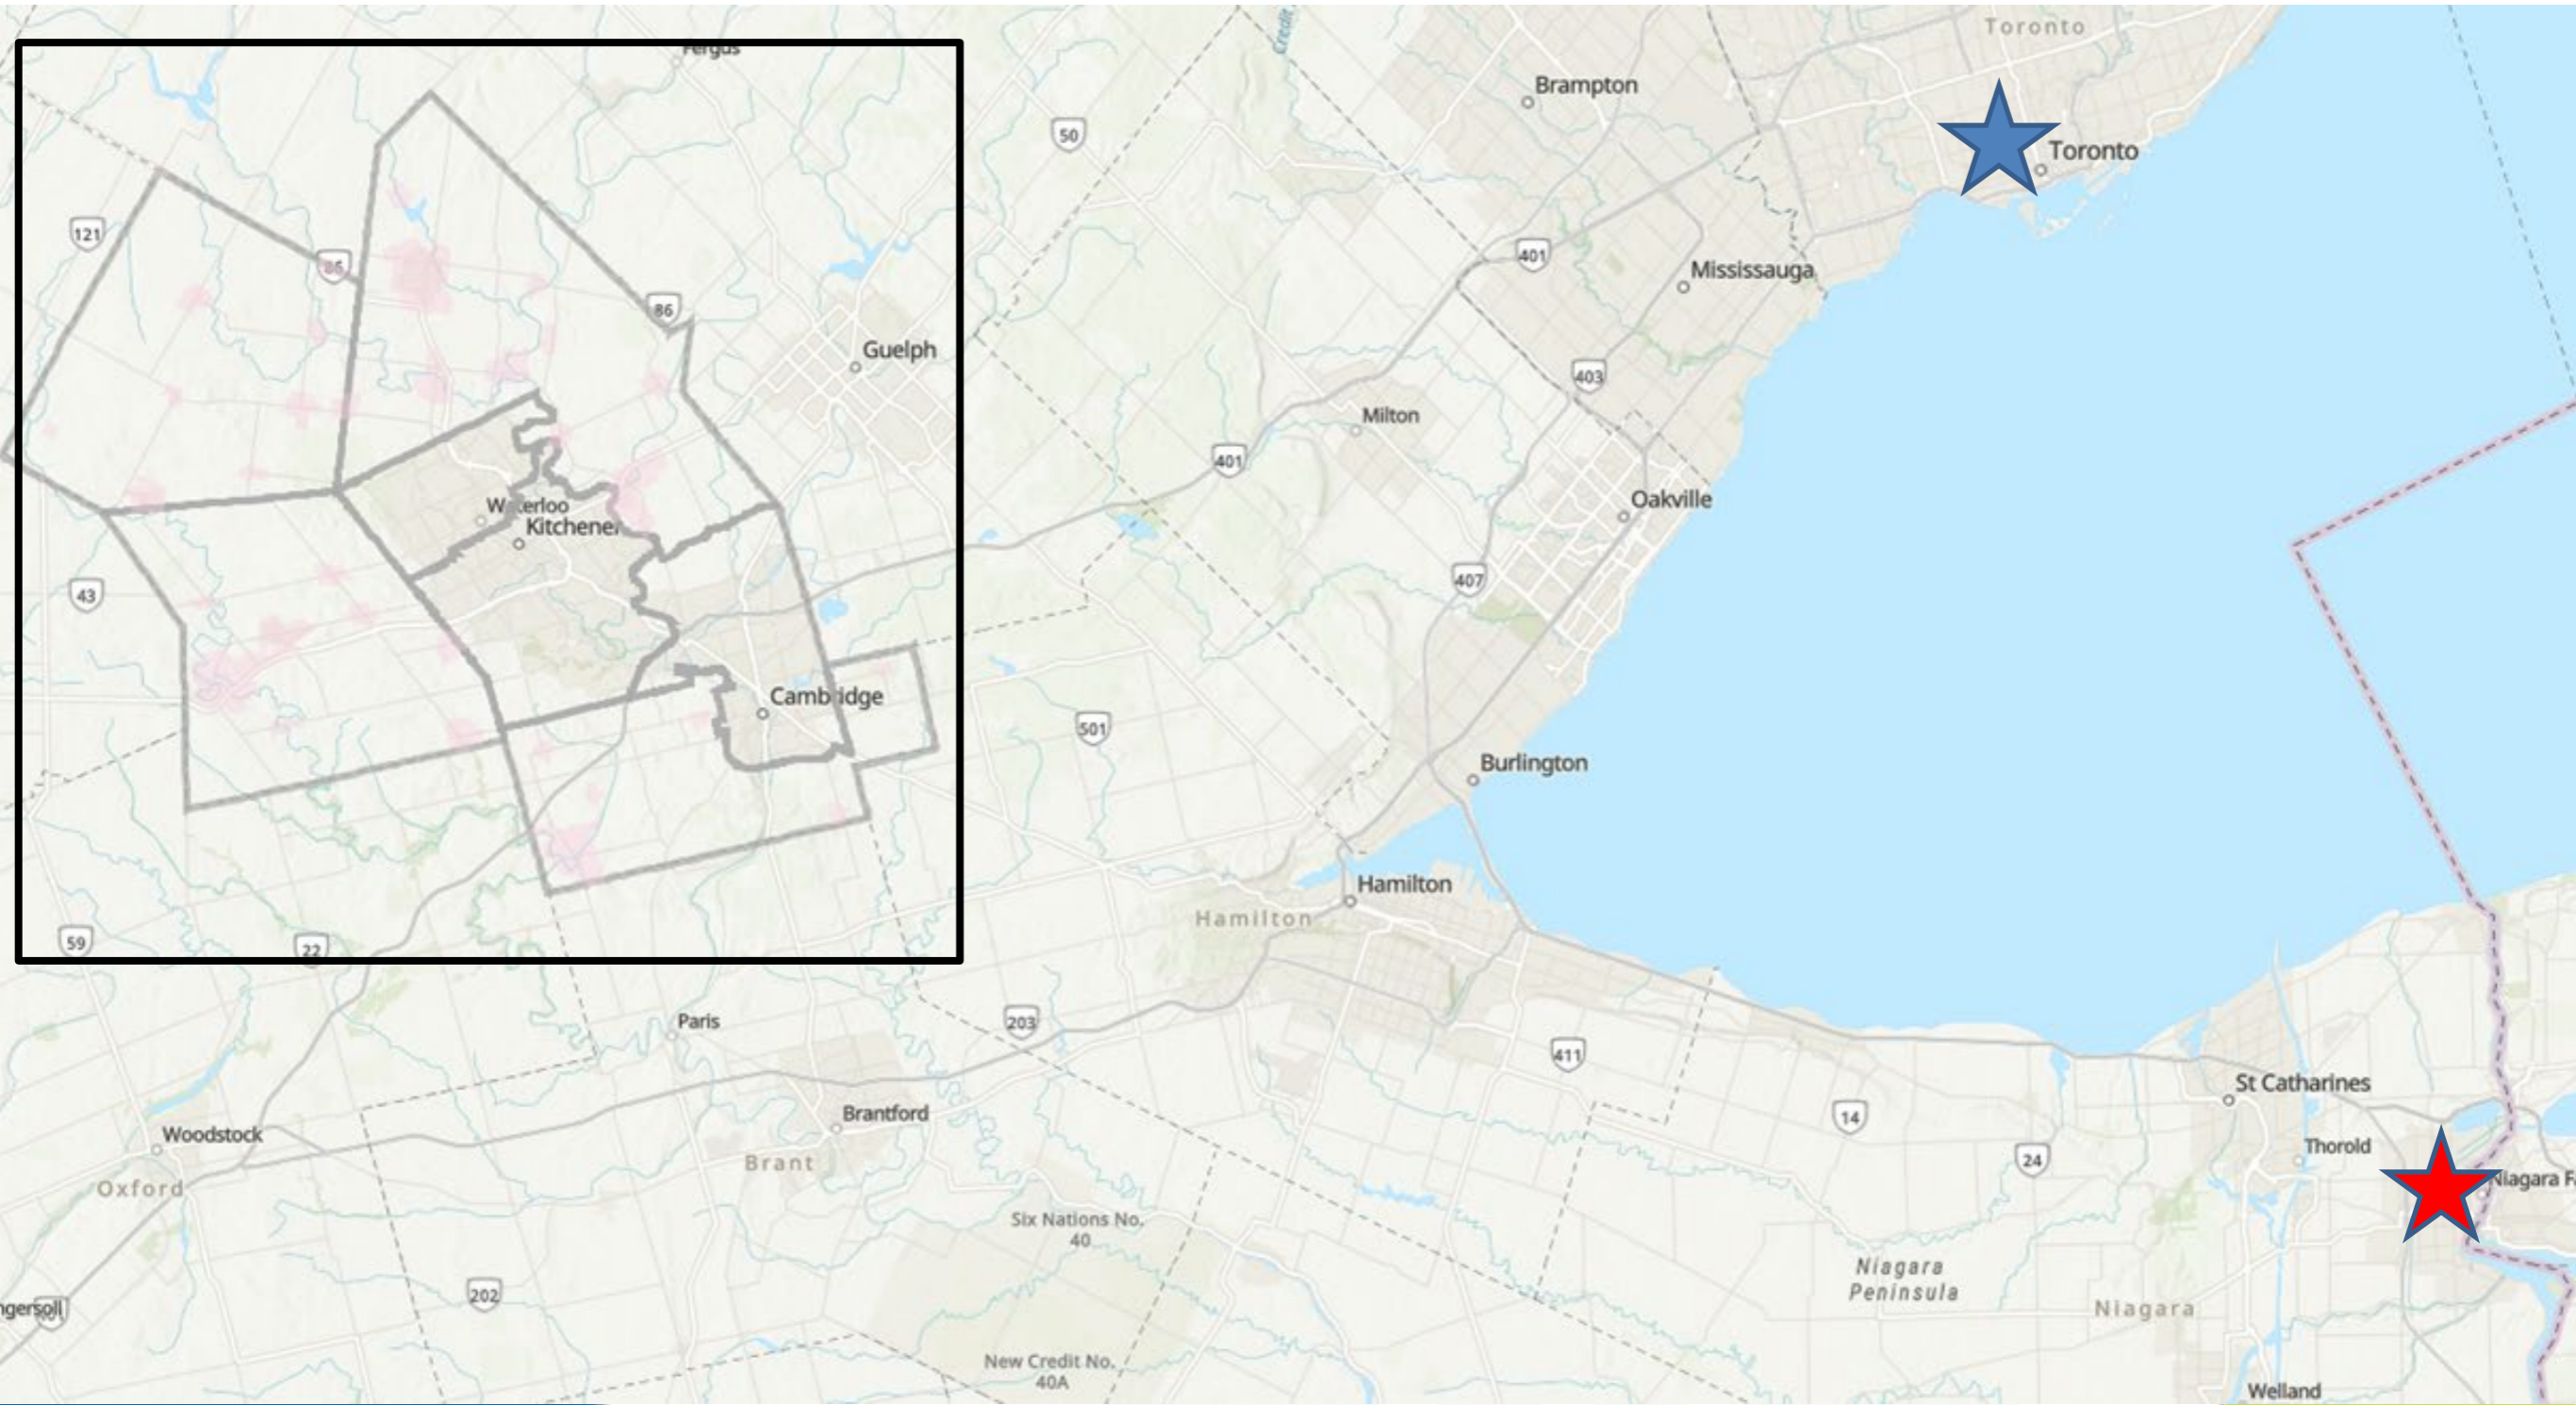 Toronto
Fergus
Credit
Brampton
50
Toronto
121
86
401
Mississauga
86
Guelph
403
Milton
401
Oakville
Waterloo
Kitchener
407
43
Cambridge
501
Burlington
Hamilton
Hamilton
59
22
Paris
203
411
St Catharines
Brantford
14
Woodstock
Thorold
24
Brant
Niagara F
Oxford
Six Nations No.
40
Niagara
Peninsula
202
ngersoll
Niagara
New Credit No.
40A
Welland